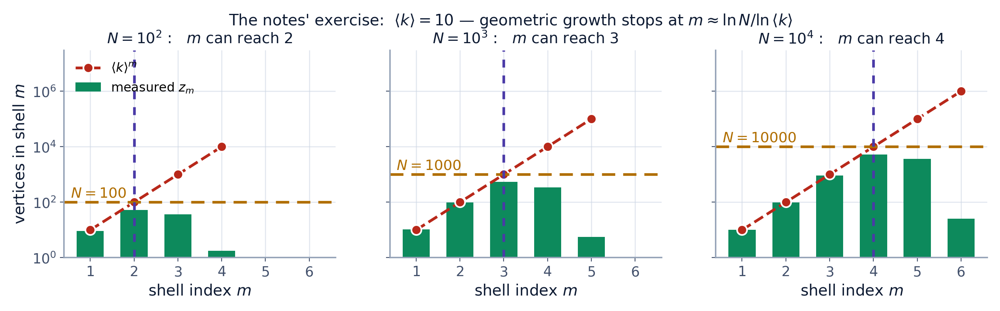 The notes' exercise: ⟨k⟩ = 10 — geometric growth stops at m ≈ ln N/ln ⟨k⟩
N = 10² : m can reach 2
N = 10³ : m can reach 3
N = 10⁴ : m can reach 4
vertices in shell m
10⁶
10⁴
10²
10⁰
⟨k⟩ᵐ
measured zₘ
N = 100
1 2 3 4 5 6
shell index m
N = 1000
1 2 3 4 5 6
shell index m
N = 10000
1 2 3 4 5 6
shell index m